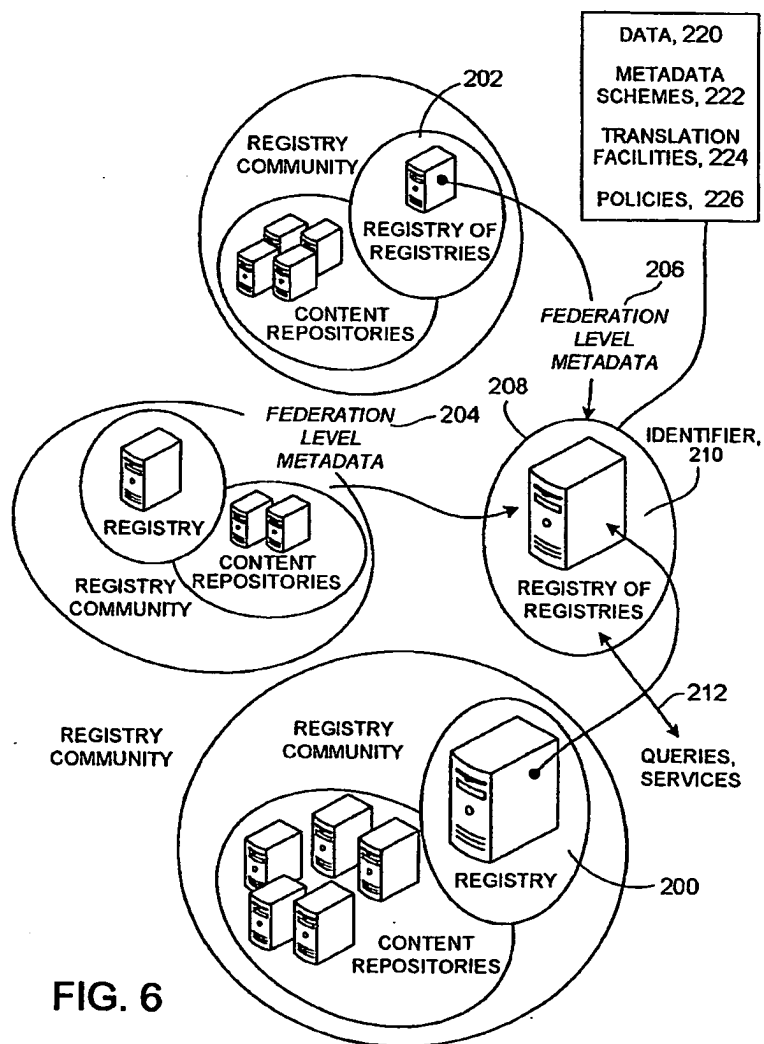 DATA, 220
METADATA
SCHEMES, 222
TRANSLATION
FACILITIES, 224
POLICIES, 226
202
REGISTRY
COMMUNITY
REGISTRY OF
REGISTRIES
CONTENT
REPOSITORIES
206
FEDERATION
LEVEL
METADATA
FEDERATION
LEVEL
METADATA
204
208
IDENTIFIER,
210
REGISTRY
CONTENT
REPOSITORIES
REGISTRY
COMMUNITY
REGISTRY OF
REGISTRIES
212
QUERIES,
SERVICES
REGISTRY
COMMUNITY
REGISTRY
COMMUNITY
REGISTRY
200
CONTENT
REPOSITORIES
FIG. 6